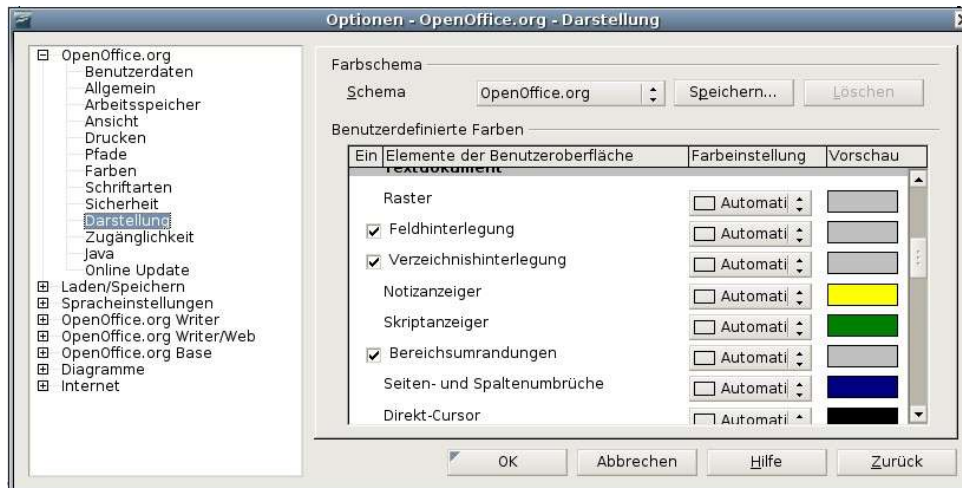 Optionen - OpenOffice.org - Darstellung
OpenOffice.org
Benutzerdaten
Allgemein
Arbeitsspeicher
Ansicht
Drucken
Pfade
Farben
Schriftarten
Sicherheit
Darstellung
Zugänglichkeit
Java
Online Update
Laden/Speichern
Spracheinstellungen
OpenOffice.org Writer
OpenOffice.org Writer/Web
OpenOffice.org Base
Diagramme
Internet
Farbschema
Schema OpenOffice.org Speichern... Löschen
Benutzerdefinierte Farben
Ein Elemente der Benutzeroberfläche Farbeinstellung Vorschau
Textdokument
Raster Automati
Feldhinterlegung Automati
Verzeichnishinterlegung Automati
Notizanzeiger Automati
Skriptanzeiger Automati
Bereichsumrandungen Automati
Seiten- und Spaltenumbrüche Automati
Direkt-Cursor Automati
OK Abbrechen Hilfe Zurück